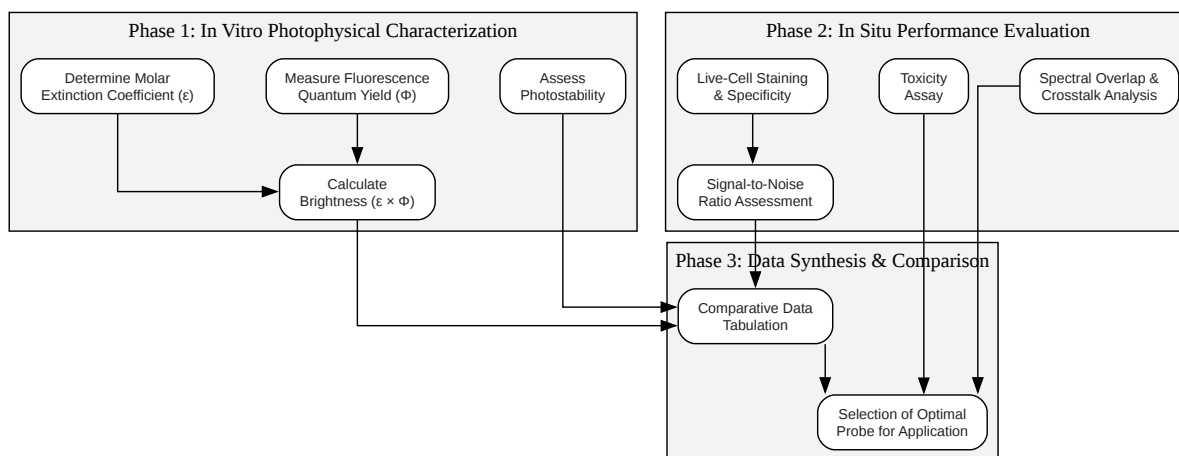 Phase 1: In Vitro Photophysical Characterization
Determine Molar
Extinction Coefficient (ε)
Measure Fluorescence
Quantum Yield (Φ)
Assess
Photostability
Calculate
Brightness (ε × Φ)
Phase 2: In Situ Performance Evaluation
Live-Cell Staining
& Specificity
Toxicity
Assay
Spectral Overlap &
Crosstalk Analysis
Signal-to-Noise
Ratio Assessment
Phase 3: Data Synthesis & Comparison
Comparative Data
Tabulation
Selection of Optimal
Probe for Application